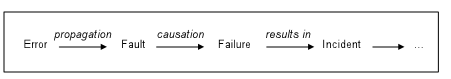 propagation causation results in
Error Fault Failure Incident ...